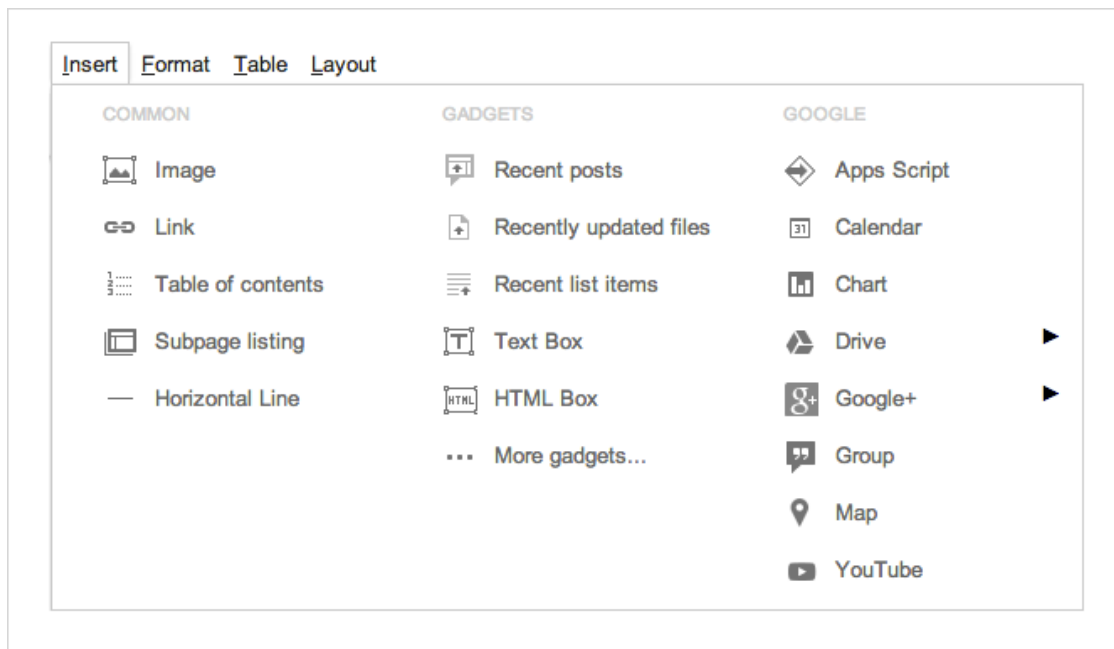 Insert Format Table Layout
COMMON
Image
Link
Table of contents
Subpage listing
Horizontal Line
GADGETS
Recent posts
Recently updated files
Recent list items
Text Box
HTML HTML Box
More gadgets...
GOOGLE
Apps Script
31 Calendar
Chart
Drive
g+ Google+
Group
Map
YouTube